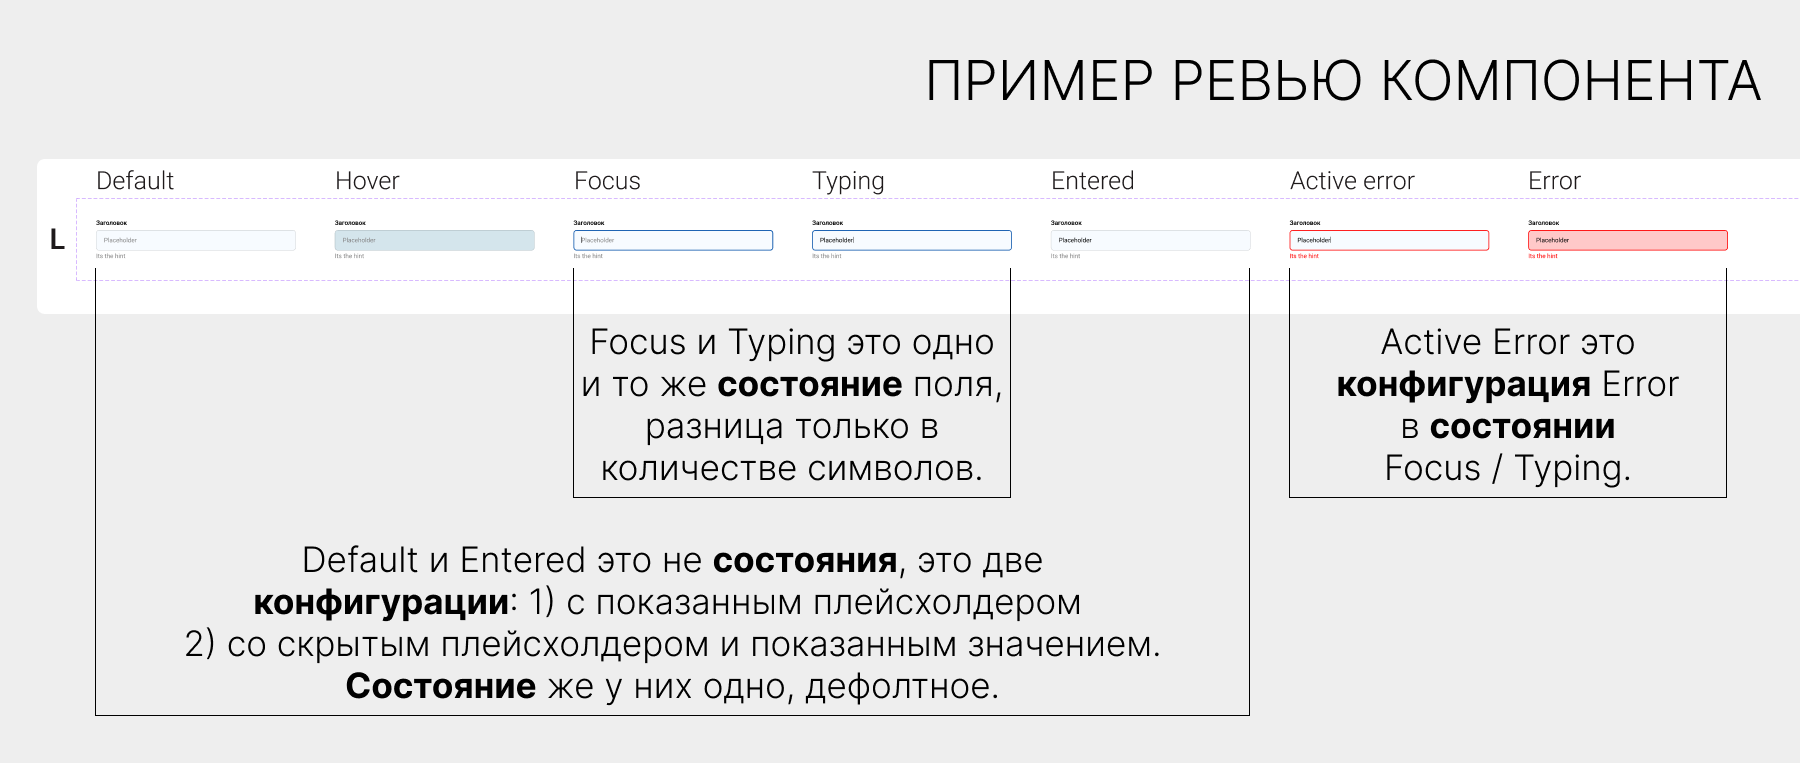 ПРИМЕР РЕВЬЮ КОМПОНЕНТА
Default Hover Focus Typing Entered Active error Error
L
Заголовок Заголовок Заголовок Заголовок Заголовок Заголовок Заголовок
Placeholder Placeholder Placeholder Placeholder Placeholder Placeholder Placeholder
Its the hint Its the hint Its the hint Its the hint Its the hint Its the hint Its the hint
Focus и Typing это одно
и то же состояние поля,
разница только в
количестве символов.
Active Error это
конфигурация Error
в состоянии
Focus / Typing.
Default и Entered это не состояния, это две
конфигурации: 1) с показанным плейсхолдером
2) со скрытым плейсхолдером и показанным значением.
Состояние же у них одно, дефолтное.